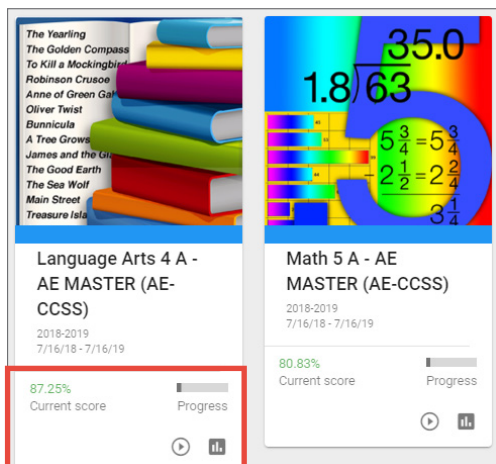 The Yearling
The Golden Compass
To Kill a Mockingbird
Robinson Crusoe
Anne of Green Ga
Oliver Twist
Bunnicula
A Tree Grows
James and the Gia
The Good Earth
The Sea Wolf
Main Street
Treasure Isla
Language Arts 4 A -
AE MASTER (AE-
CCSS)
2018-2019
7/16/18 - 7/16/19
87.25%
Current score Progress
35.0
1.8)63
5 3/4 = 5 3/4
- 2 1/2 = 2 2/4
3 1/4
Math 5 A - AE
MASTER (AE-CCSS)
2018-2019
7/16/18 - 7/16/19
80.83%
Current score Progress